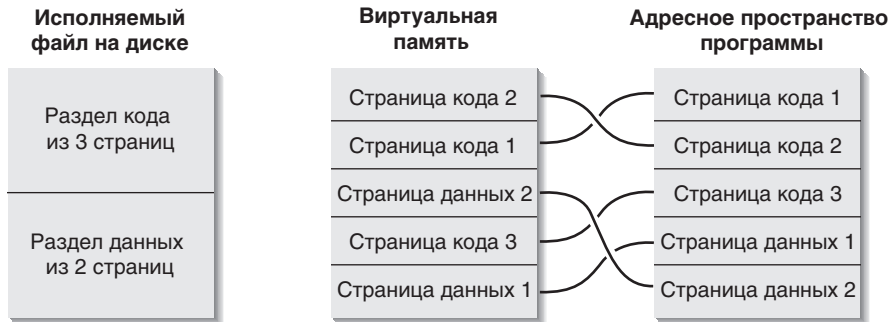 Исполняемый
файл на диске
Раздел кода
из 3 страниц
Раздел данных
из 2 страниц
Виртуальная
память
Страница кода 2
Страница кода 1
Страница данных 2
Страница кода 3
Страница данных 1
Адресное пространство
программы
Страница кода 1
Страница кода 2
Страница кода 3
Страница данных 1
Страница данных 2